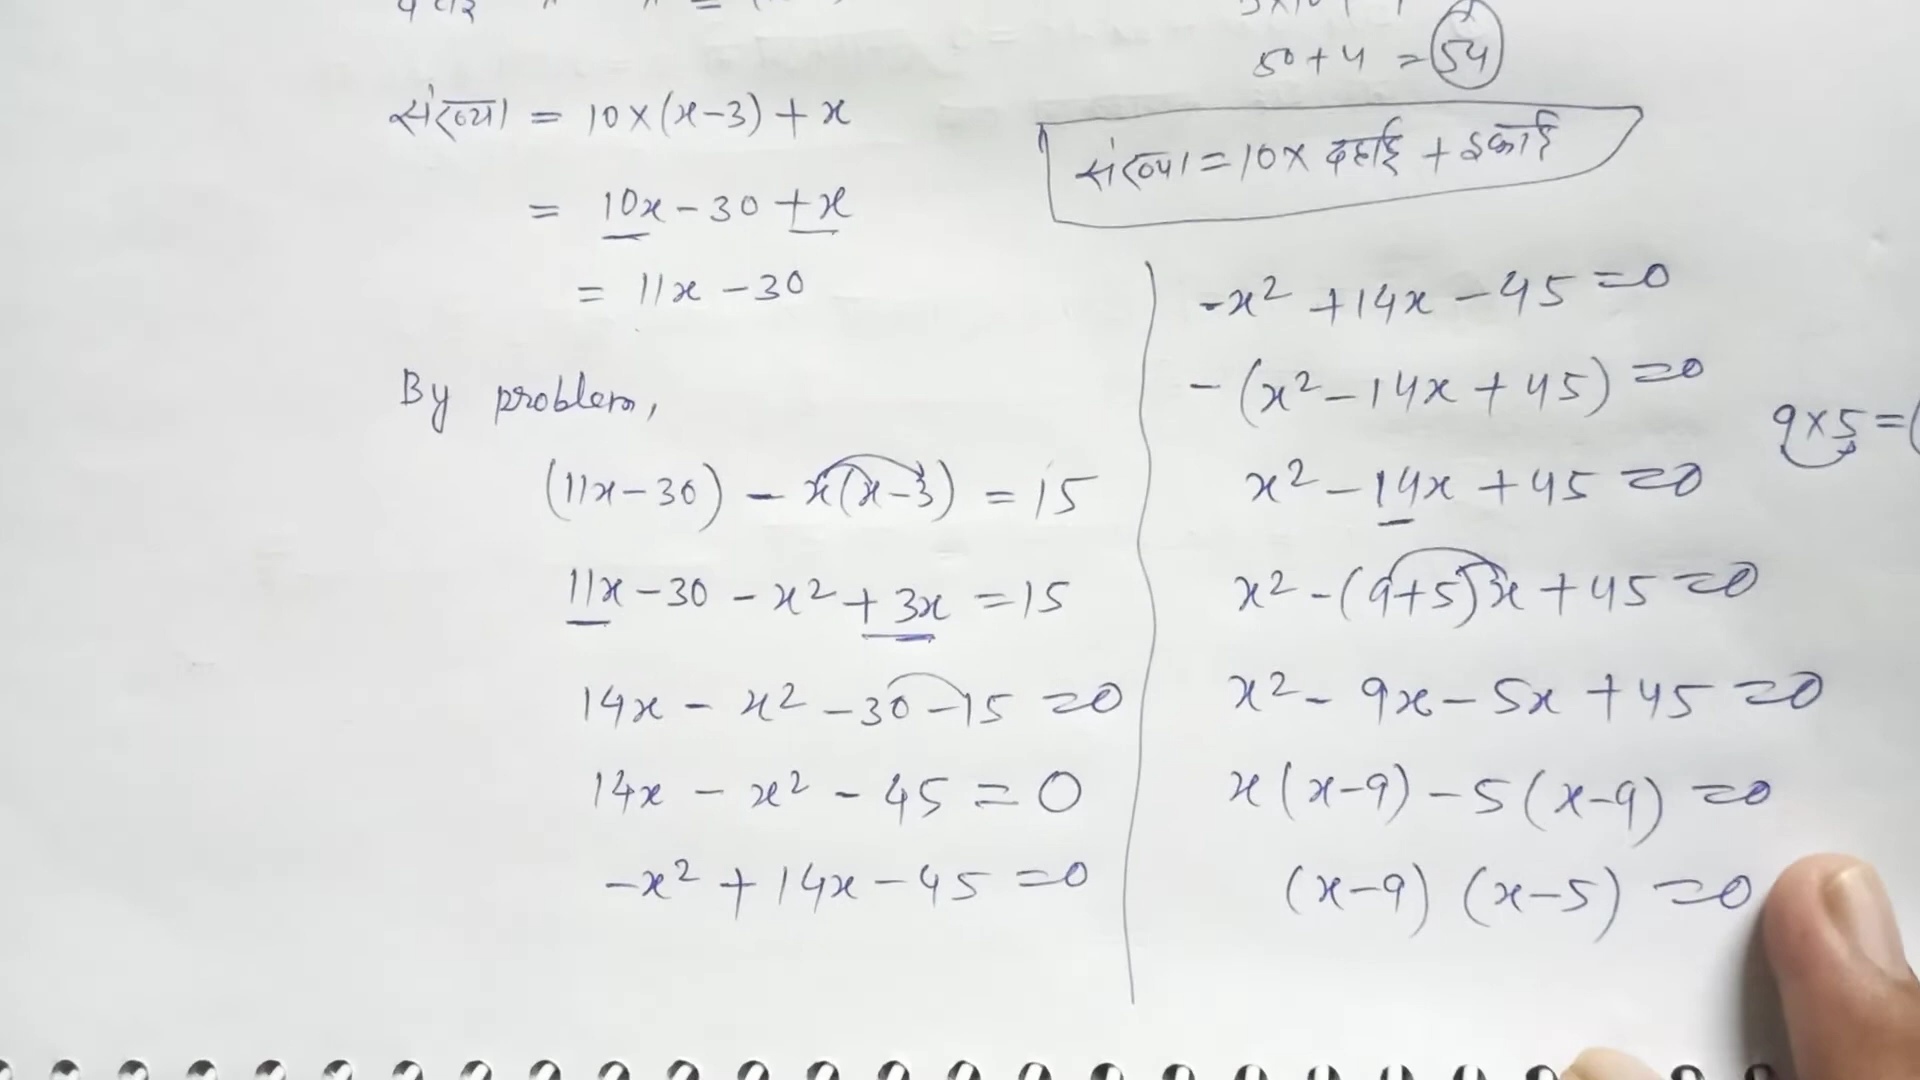 50 + 4 = 54
संख्या = 10 × (x-3) + x
= 10x - 30 + x
= 11x - 30
By problem,
(11x-30) - x(x-3) = 15
11x - 30 - x² + 3x = 15
14x - x² - 30 - 15 = 0
14x - x² - 45 = 0
-x² + 14x - 45 = 0
संख्या = 10 × दहाई + इकाई
-x² + 14x - 45 = 0
- (x² - 14x + 45) = 0
x² - 14x + 45 = 0
9×5 =
x² - (9+5)x + 45 = 0
x² - 9x - 5x + 45 = 0
x(x-9) - 5(x-9) = 0
(x-9) (x-5) = 0